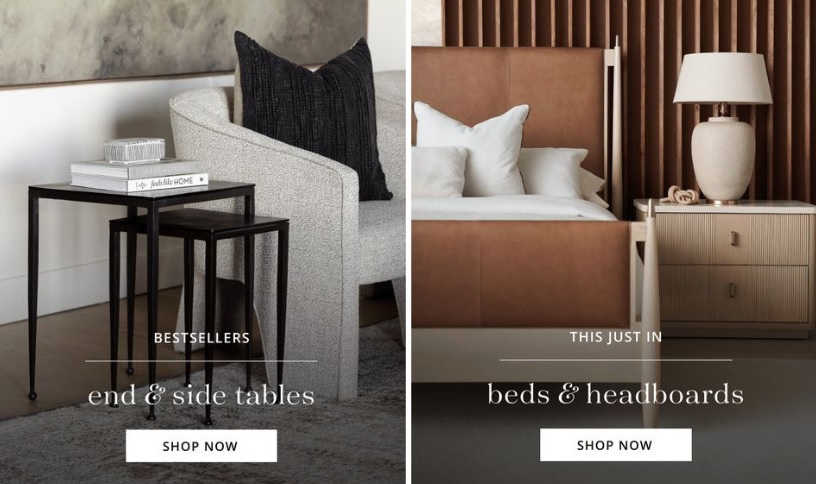 feels like HOME
BESTSELLERS
end & side tables
SHOP NOW
THIS JUST IN
beds & headboards
SHOP NOW